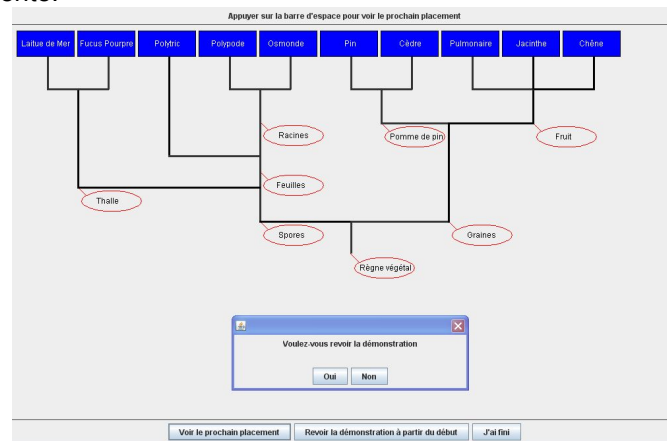 Appuyer sur la barre d'espace pour voir le prochain placement
Laitue de Mer Fucus Pourpre Polytric Polypode Osmonde Pin Cèdre Pulmonaire Jacinthe Chêne
Racines Pomme de pin Fruit
Feuilles
Thalle
Spores Graines
Règne végétal
Voulez-vous revoir la démonstration
Oui Non
Voir le prochain placement Revoir la démonstration à partir du début J'ai fini